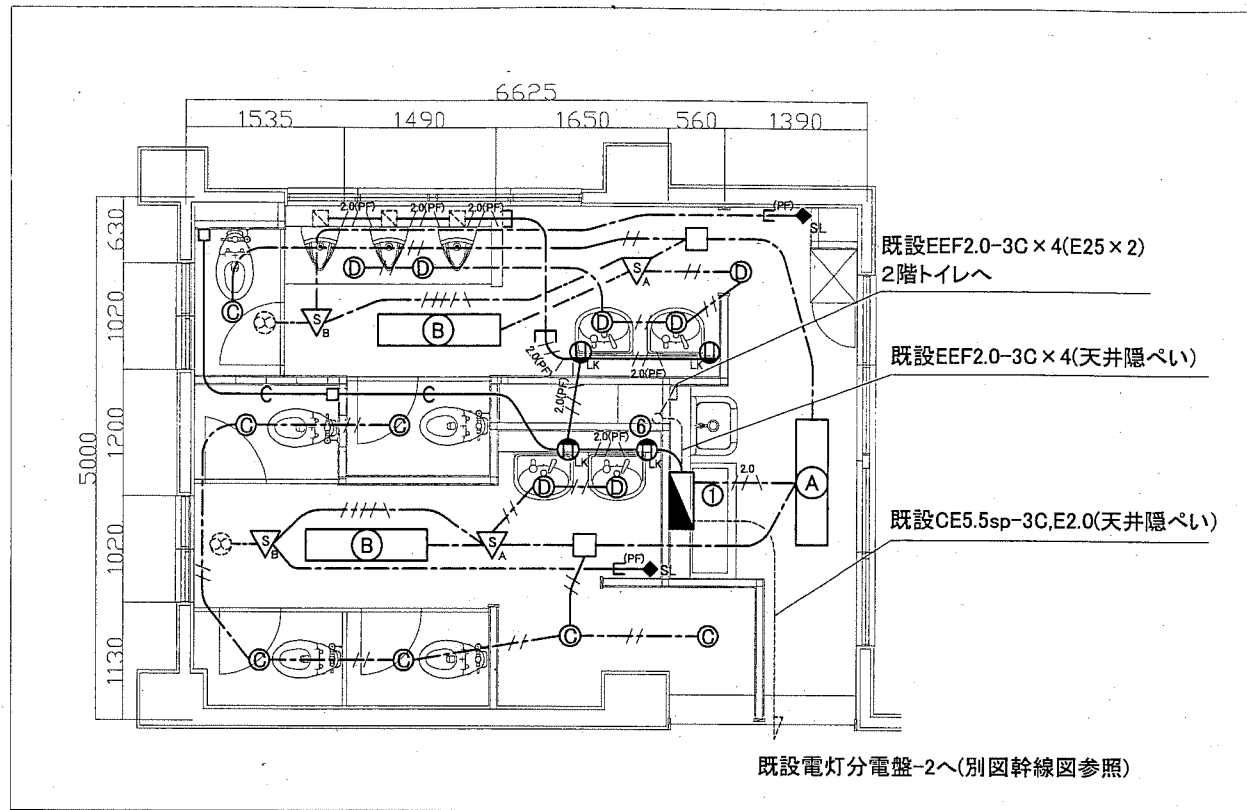 6625
1535
1490
1650
560
1390
630
1020
1200
1020
1130
5000
2.0(PF)
2.0(PF)
2.0(PF)
(PF)
SL
既設EEF2.0-3C×4(E25×2)
2階トイレへ
S
A
D
D
D
C
S
B
B
D
D
2.0(PF)
LK
2.0(PF)
LK
既設EEF2.0-3C×4(天井隠ぺい)
2.0(PF)
C
C
C
C
6
2.0(PF)
LK
LK
2.0
A
1
D
D
既設CE5.5sp-3C,E2.0(天井隠ぺい)
S
B
B
S
A
(PF)
SL
C
C
C
C
既設電灯分電盤-2へ(別図幹線図参照)